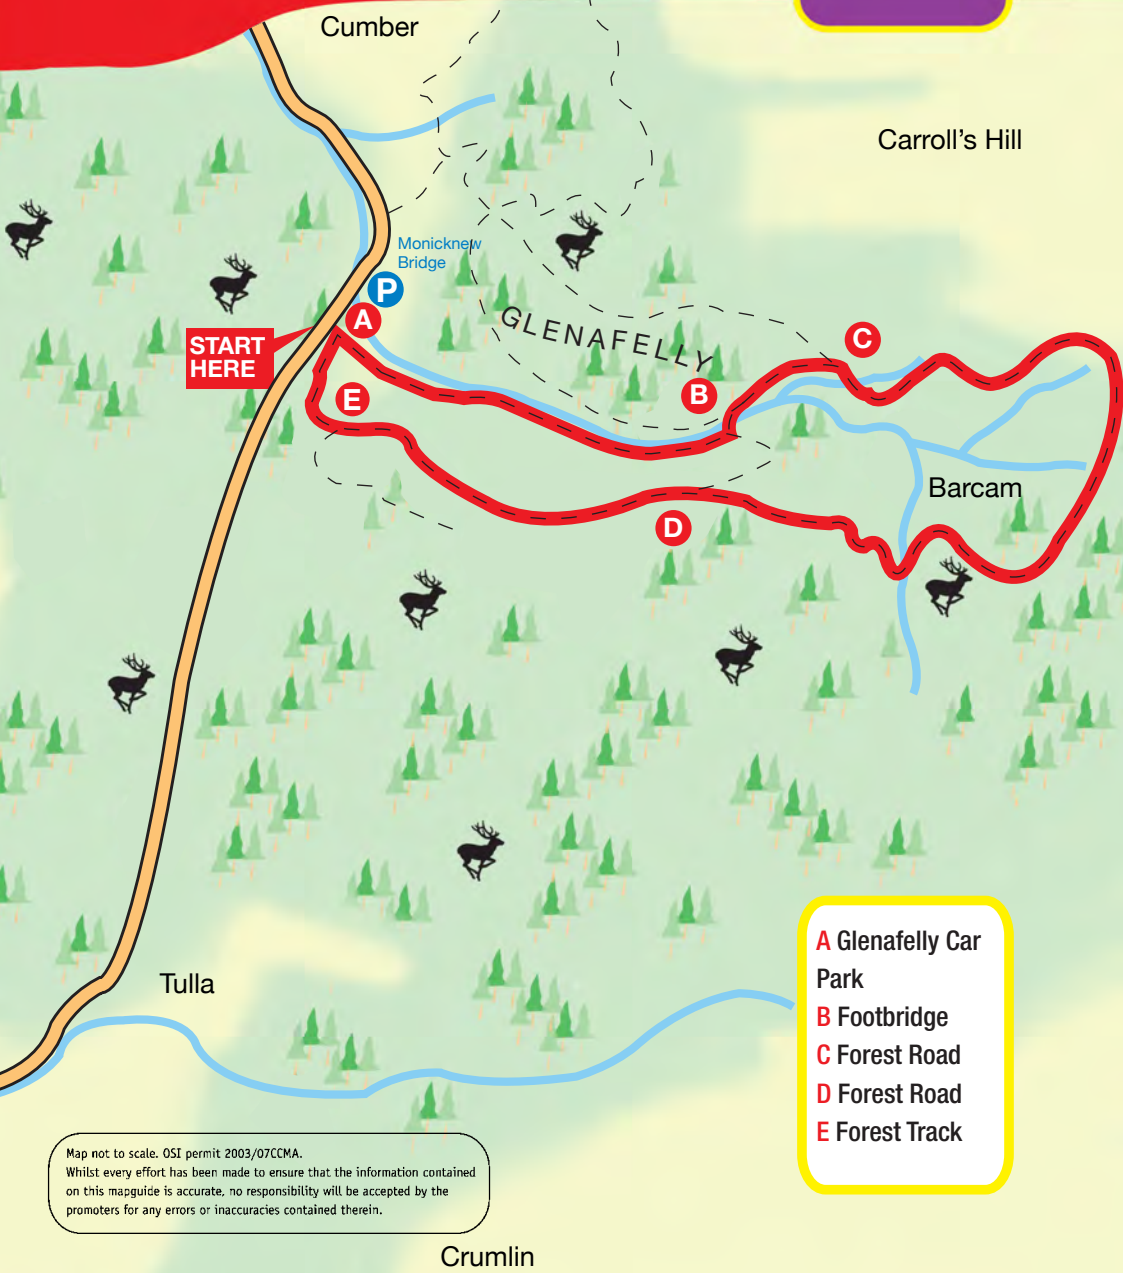 Cumber
Carroll's Hill
Monicknew
Bridge
P
A
START
HERE
GLENAFELLY
C
B
E
Barcam
D
A Glenafelly Car
Park
B Footbridge
C Forest Road
D Forest Road
E Forest Track
Tulla
Map not to scale. OSI permit 2003/07CCMA.
Whilst every effort has been made to ensure that the information contained
on this mapguide is accurate, no responsibility will be accepted by the
promoters for any errors or inaccuracies contained therein.
Crumlin